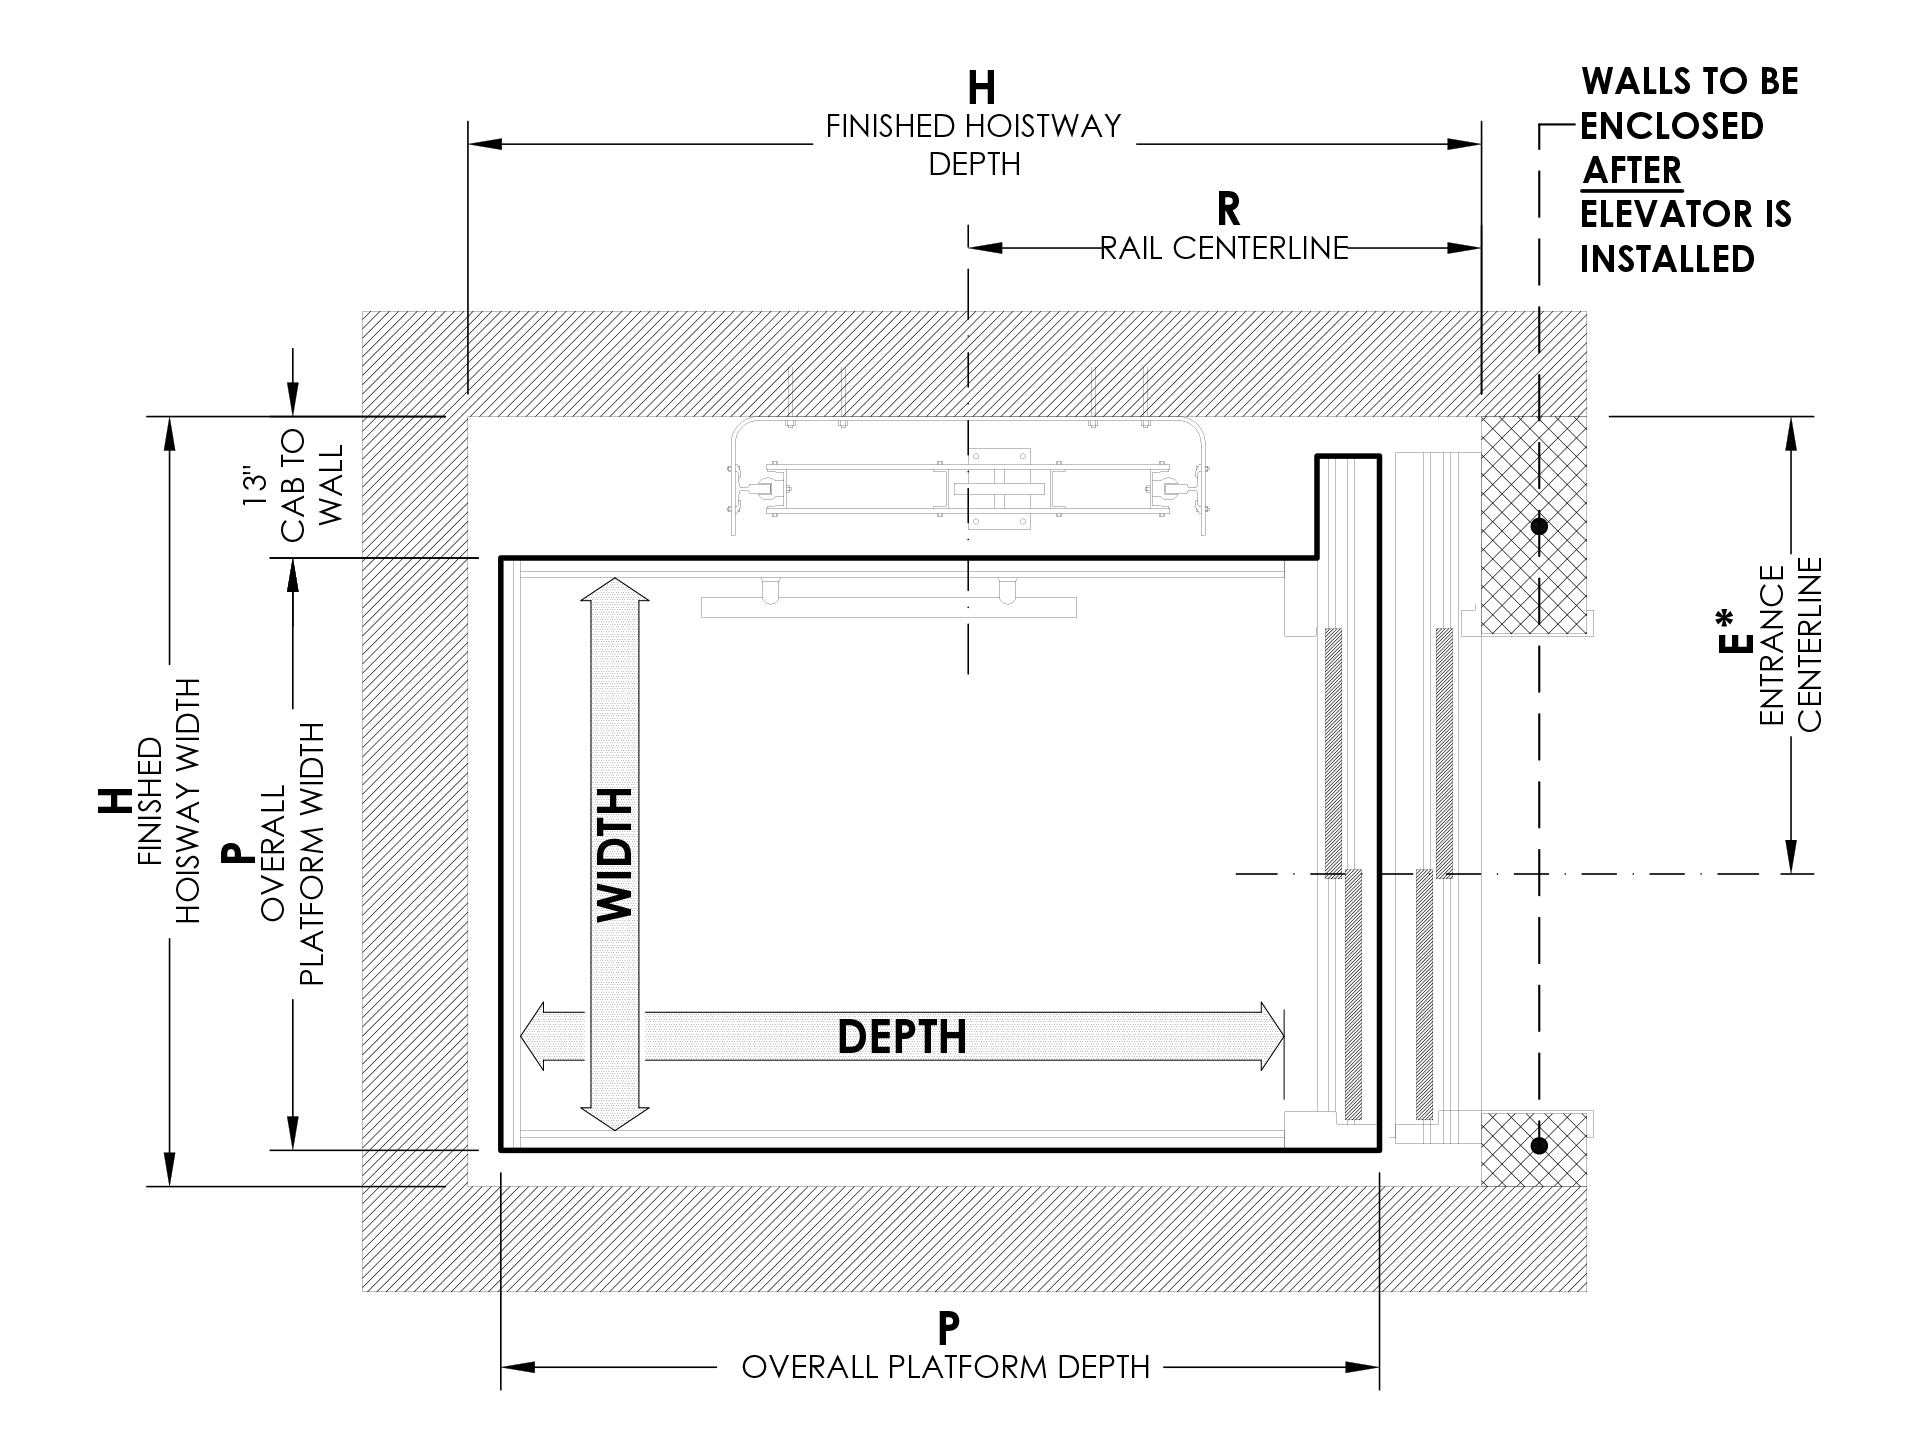 H
FINISHED HOISTWAY
DEPTH
WALLS TO BE
ENCLOSED
AFTER
ELEVATOR IS
INSTALLED
R
RAIL CENTERLINE
13"
CAB TO
WALL
H
FINISHED
HOISWAY WIDTH
P
OVERALL
PLATFORM WIDTH
WIDTH
DEPTH
E*
ENTRANCE
CENTERLINE
P
OVERALL PLATFORM DEPTH